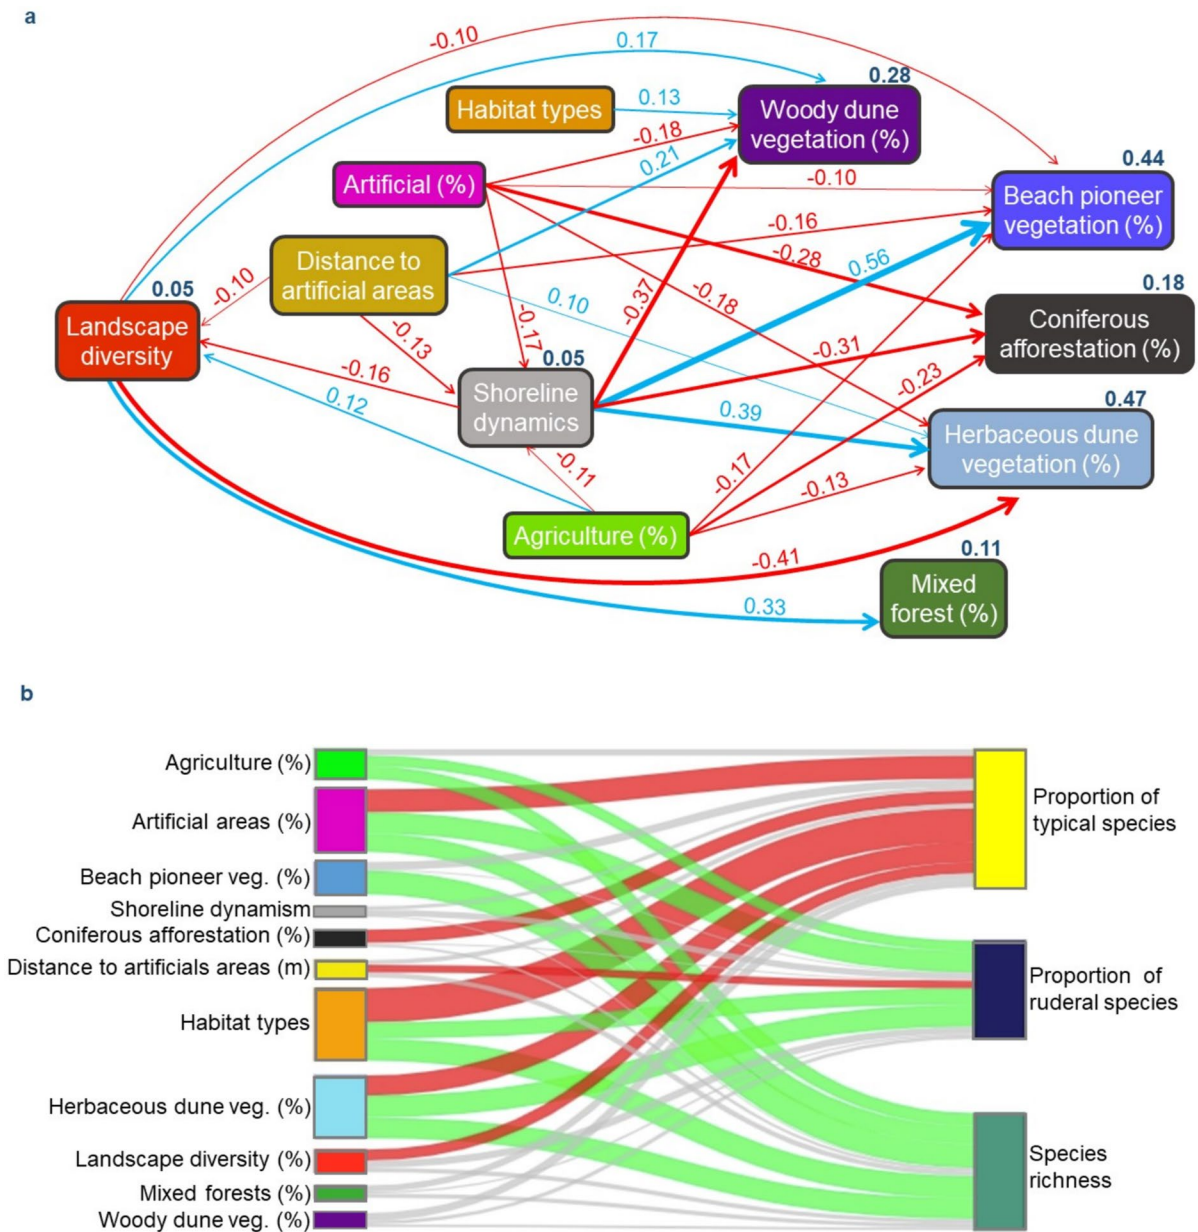 a
-0.10
0.17
0.28
Habitat types
0.13
Woody dune
vegetation (%)
-0.18
0.21
0.44
Artificial (%)
-0.10
Beach pioneer
vegetation (%)
-0.16
Distance to
artificial areas
-0.28
0.56
0.18
-0.10
0.05
0.10
-0.18
-0.37
Landscape
diversity
-0.13
-0.17
Coniferous
afforestation (%)
-0.31
0.05
-0.16
-0.23
Shoreline
dynamics
0.12
0.39
0.47
Herbaceous dune
vegetation (%)
-0.11
-0.17
-0.13
Agriculture (%)
-0.41
0.11
Mixed
forest (%)
0.33
b
Agriculture (%)
Artificial areas (%)
Beach pioneer veg. (%)
Shoreline dynamism
Coniferous afforestation (%)
Distance to artificials areas (m)
Habitat types
Herbaceous dune veg. (%)
Landscape diversity (%)
Mixed forests (%)
Woody dune veg. (%)
Proportion of
typical species
Proportion of
ruderal species
Species
richness